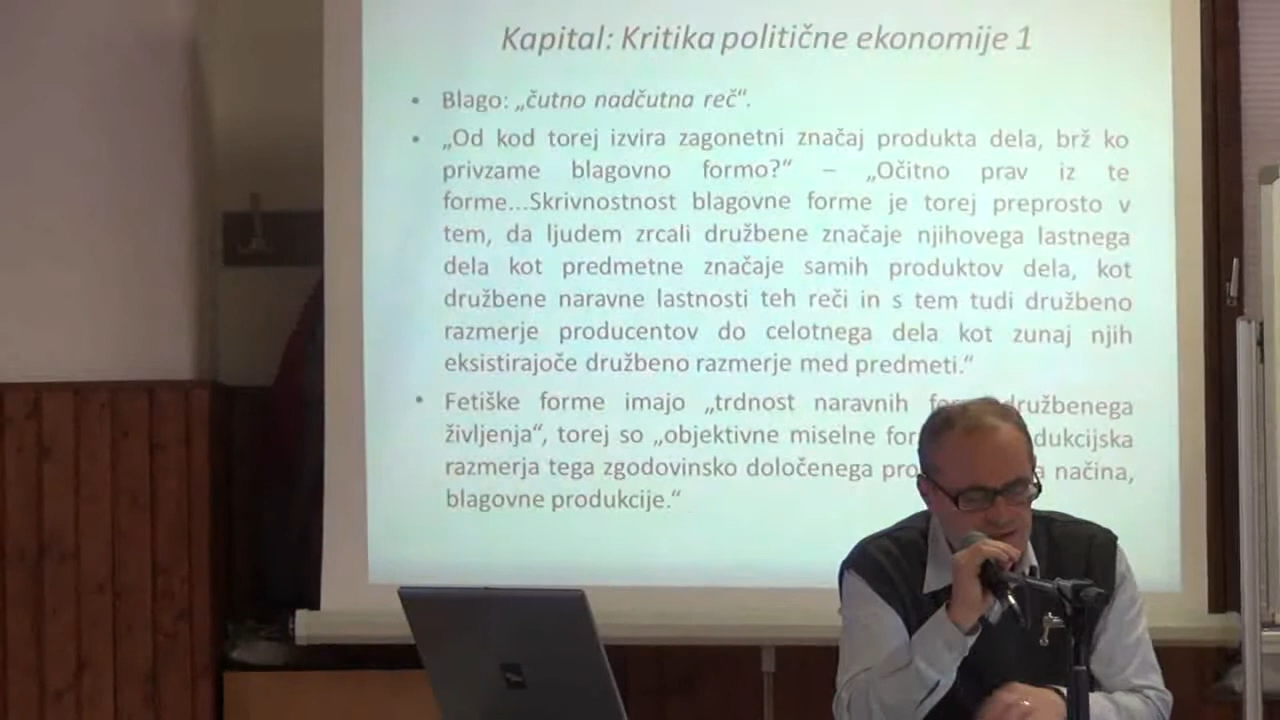 Kapital: Kritika politične ekonomije 1
• Blago: „čutno nadčutna reč“.
• „Od kod torej izvira zagonetni značaj produkta dela, brž ko
privzame blagovno formo?“ – „Očitno prav iz te
forme...Skrivnostnost blagovne forme je torej preprosto v
tem, da ljudem zrcali družbene značaje njihovega lastnega
dela kot predmetne značaje samih produktov dela, kot
družbene naravne lastnosti teh reči in s tem tudi družbeno
razmerje producentov do celotnega dela kot zunaj njih
eksistirajoče družbeno razmerje med predmeti.“
• Fetiške forme imajo „trdnost naravnih družbenega
življenja“, torej so „objektivne miselne
razmerja tega zgodovinsko določenega načina,
blagovne produkcije.“